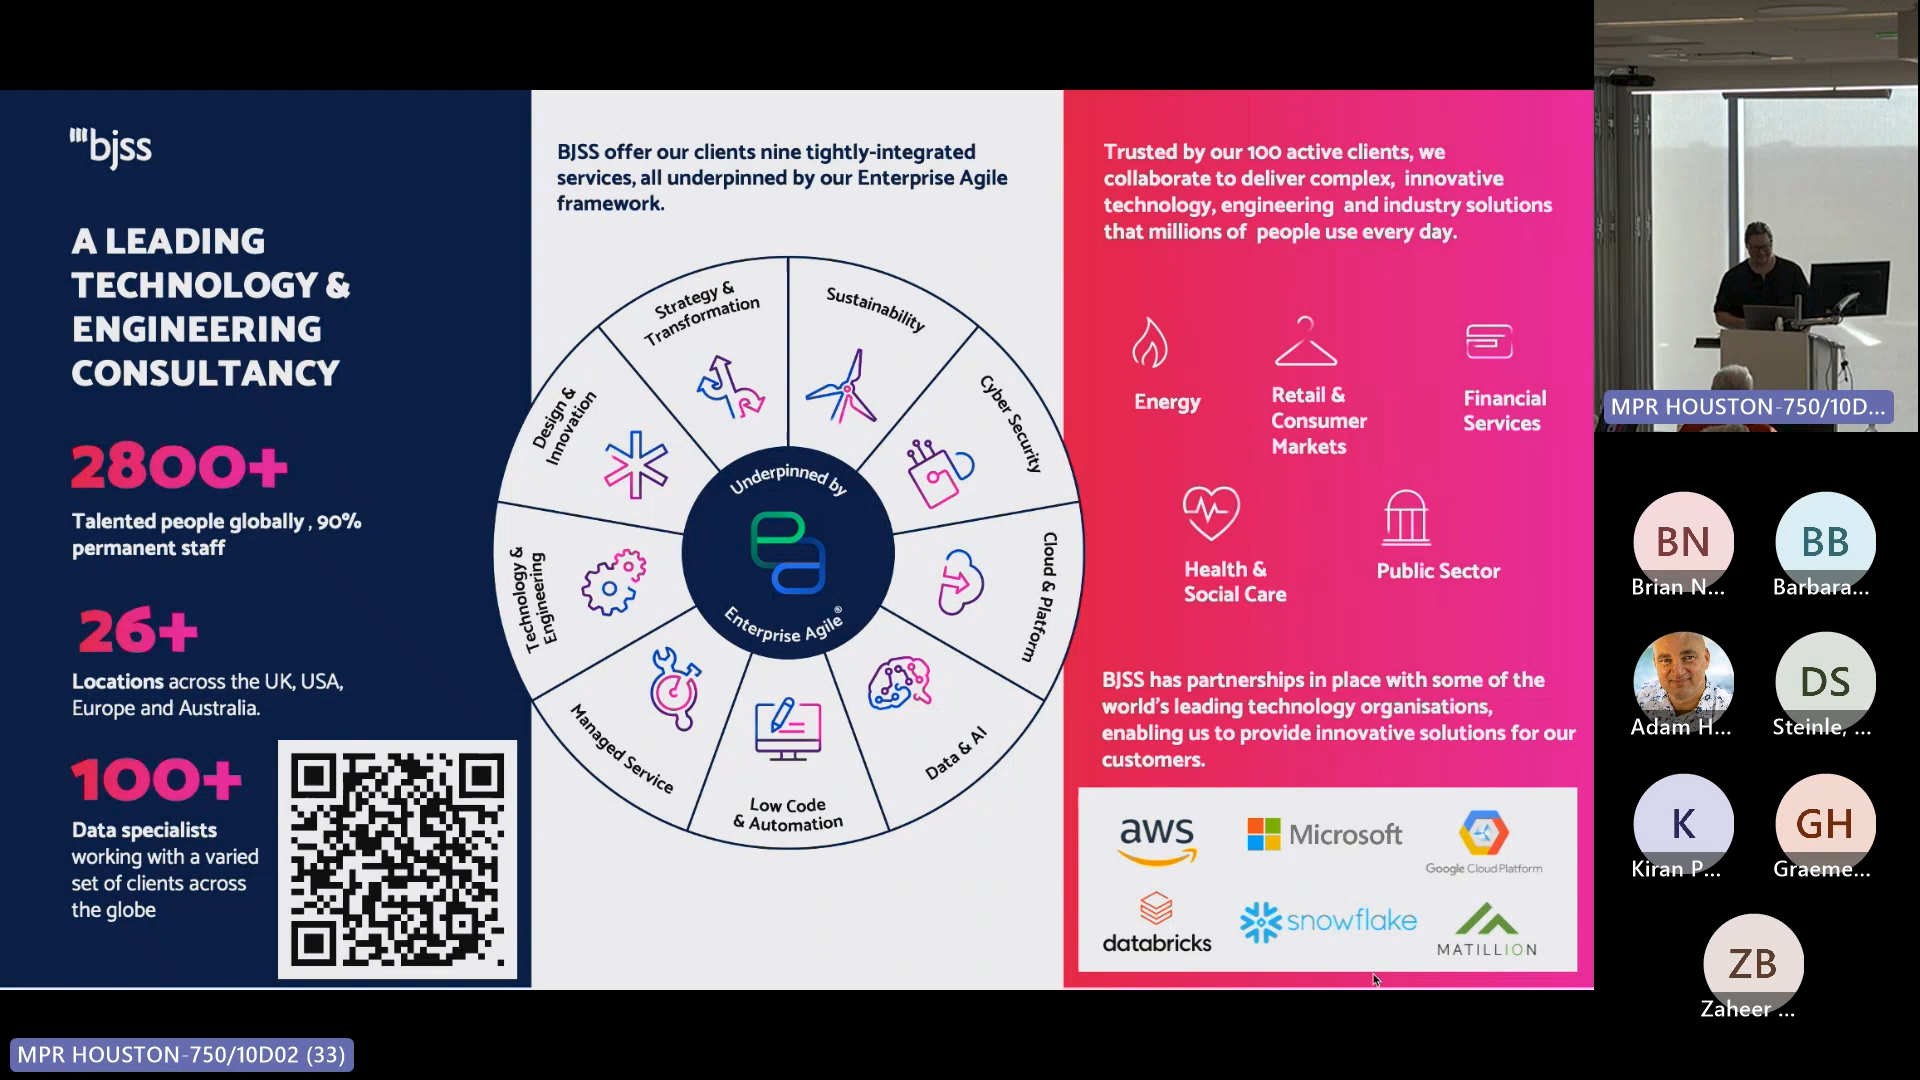 bjss
A LEADING
TECHNOLOGY &
ENGINEERING
CONSULTANCY
2800+
Talented people globally , 90%
permanent staff
26+
Locations across the UK, USA,
Europe and Australia.
100+
Data specialists
working with a varied
set of clients across
the globe
BJSS offer our clients nine tightly-integrated
services, all underpinned by our Enterprise Agile
framework.
Strategy &
Transformation
Sustainability
Cyber Security
Cloud & Platform
Data & AI
Low Code
& Automation
Managed Service
Technology &
Engineering
Design &
Innovation
Underpinned by
ea
Enterprise Agile®
Trusted by our 100 active clients, we
collaborate to deliver complex, innovative
technology, engineering and industry solutions
that millions of people use every day.
Energy
Retail &
Consumer
Markets
Financial
Services
Health &
Social Care
Public Sector
BJSS has partnerships in place with some of the
world's leading technology organisations,
enabling us to provide innovative solutions for our
customers.
aws
Microsoft
Google Cloud Platform
databricks
snowflake
MATILLION
MPR HOUSTON-750/10D...
BN
Brian N...
BB
Barbara...
Adam H...
DS
Steinle, ...
K
Kiran P...
GH
Graeme...
ZB
Zaheer ...
MPR HOUSTON-750/10D02 (33)